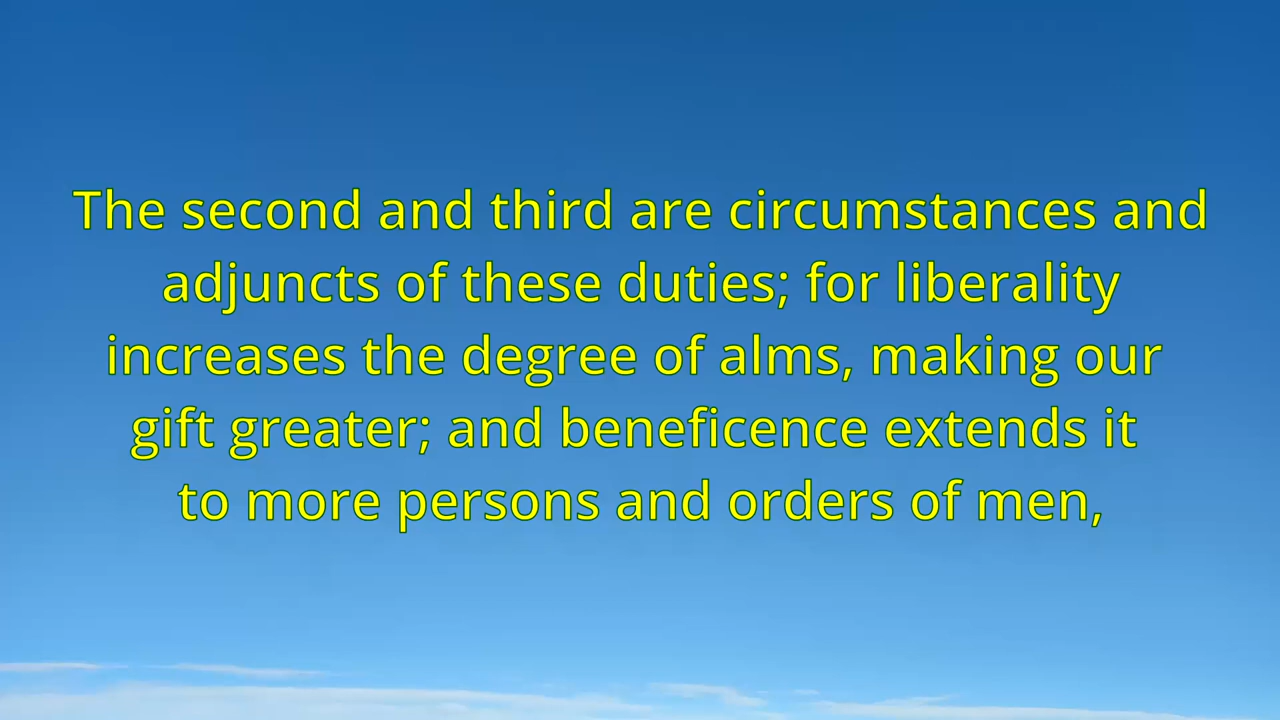 The second and third are circumstances and
adjuncts of these duties; for liberality
increases the degree of alms, making our
gift greater; and beneficence extends it
to more persons and orders of men,